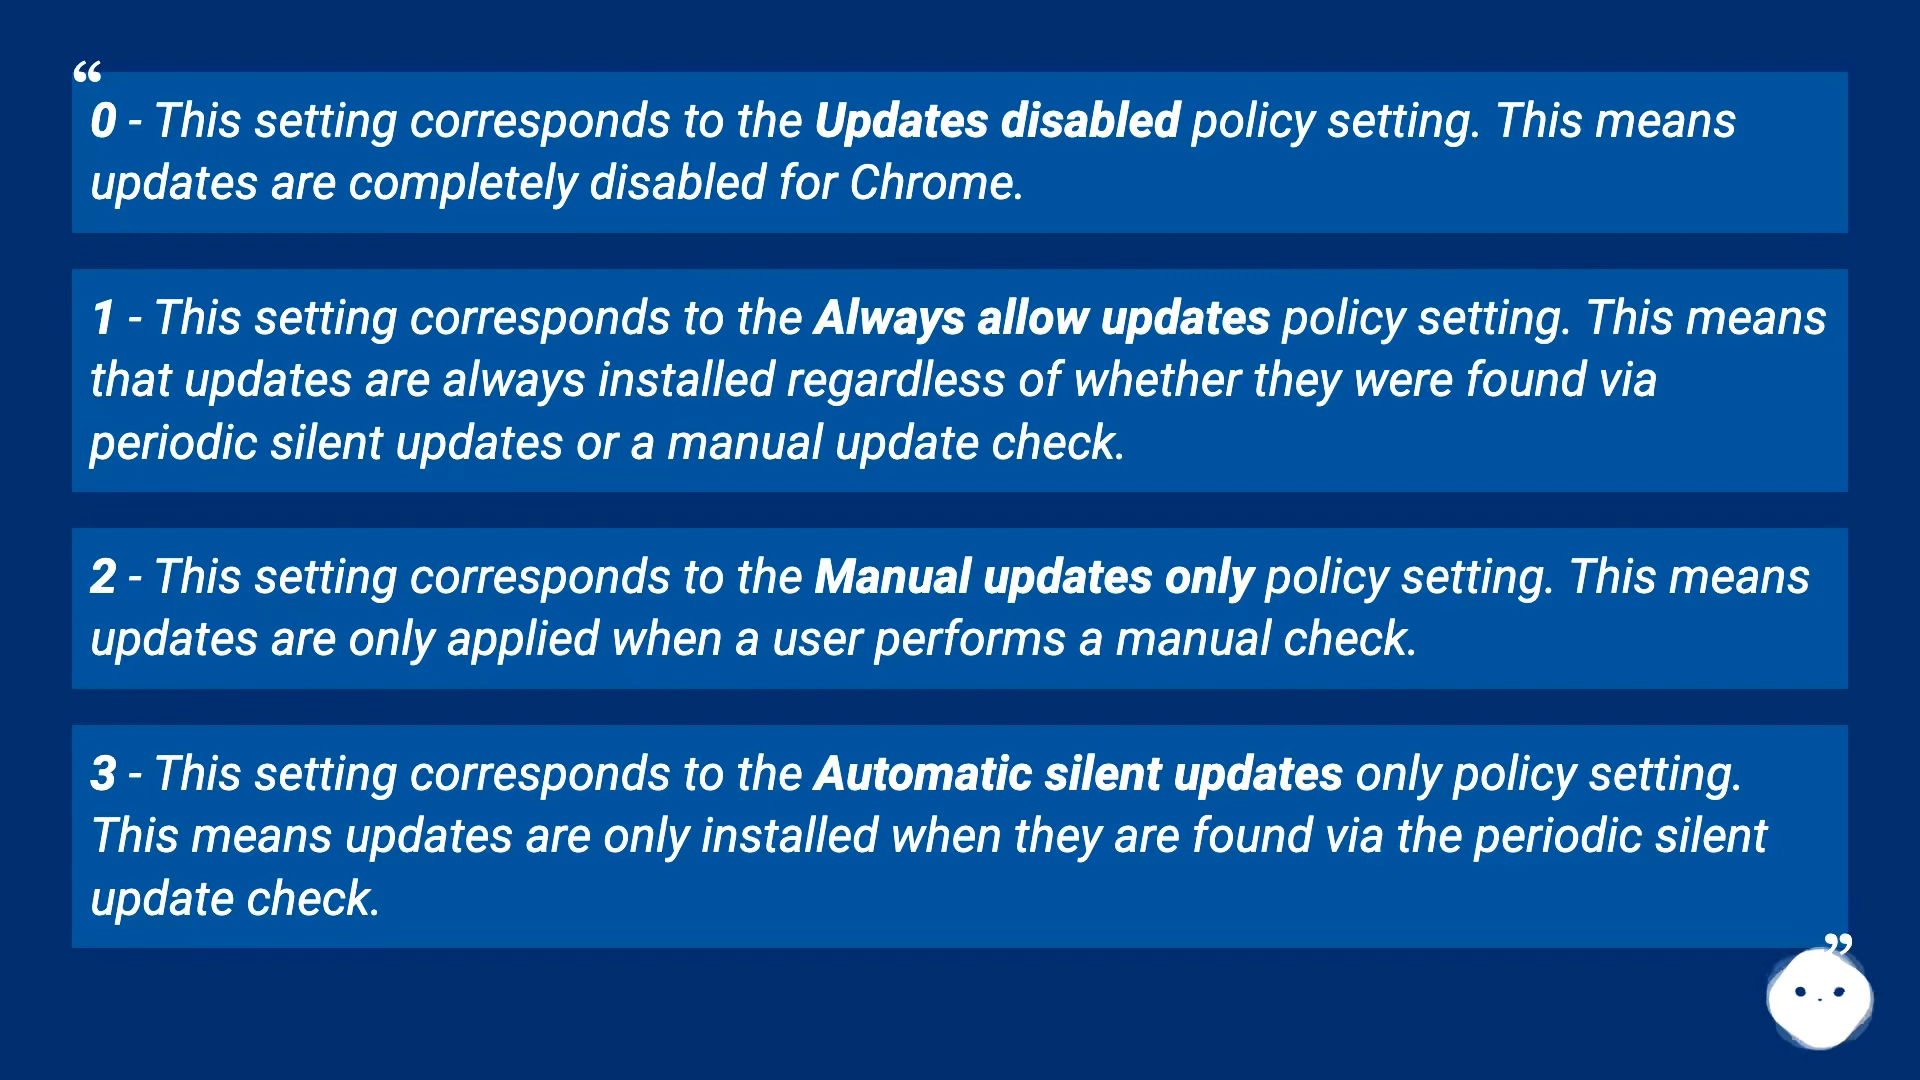 “
0 - This setting corresponds to the Updates disabled policy setting. This means
updates are completely disabled for Chrome.
1 - This setting corresponds to the Always allow updates policy setting. This means
that updates are always installed regardless of whether they were found via
periodic silent updates or a manual update check.
2 - This setting corresponds to the Manual updates only policy setting. This means
updates are only applied when a user performs a manual check.
3 - This setting corresponds to the Automatic silent updates only policy setting.
This means updates are only installed when they are found via the periodic silent
update check.
”